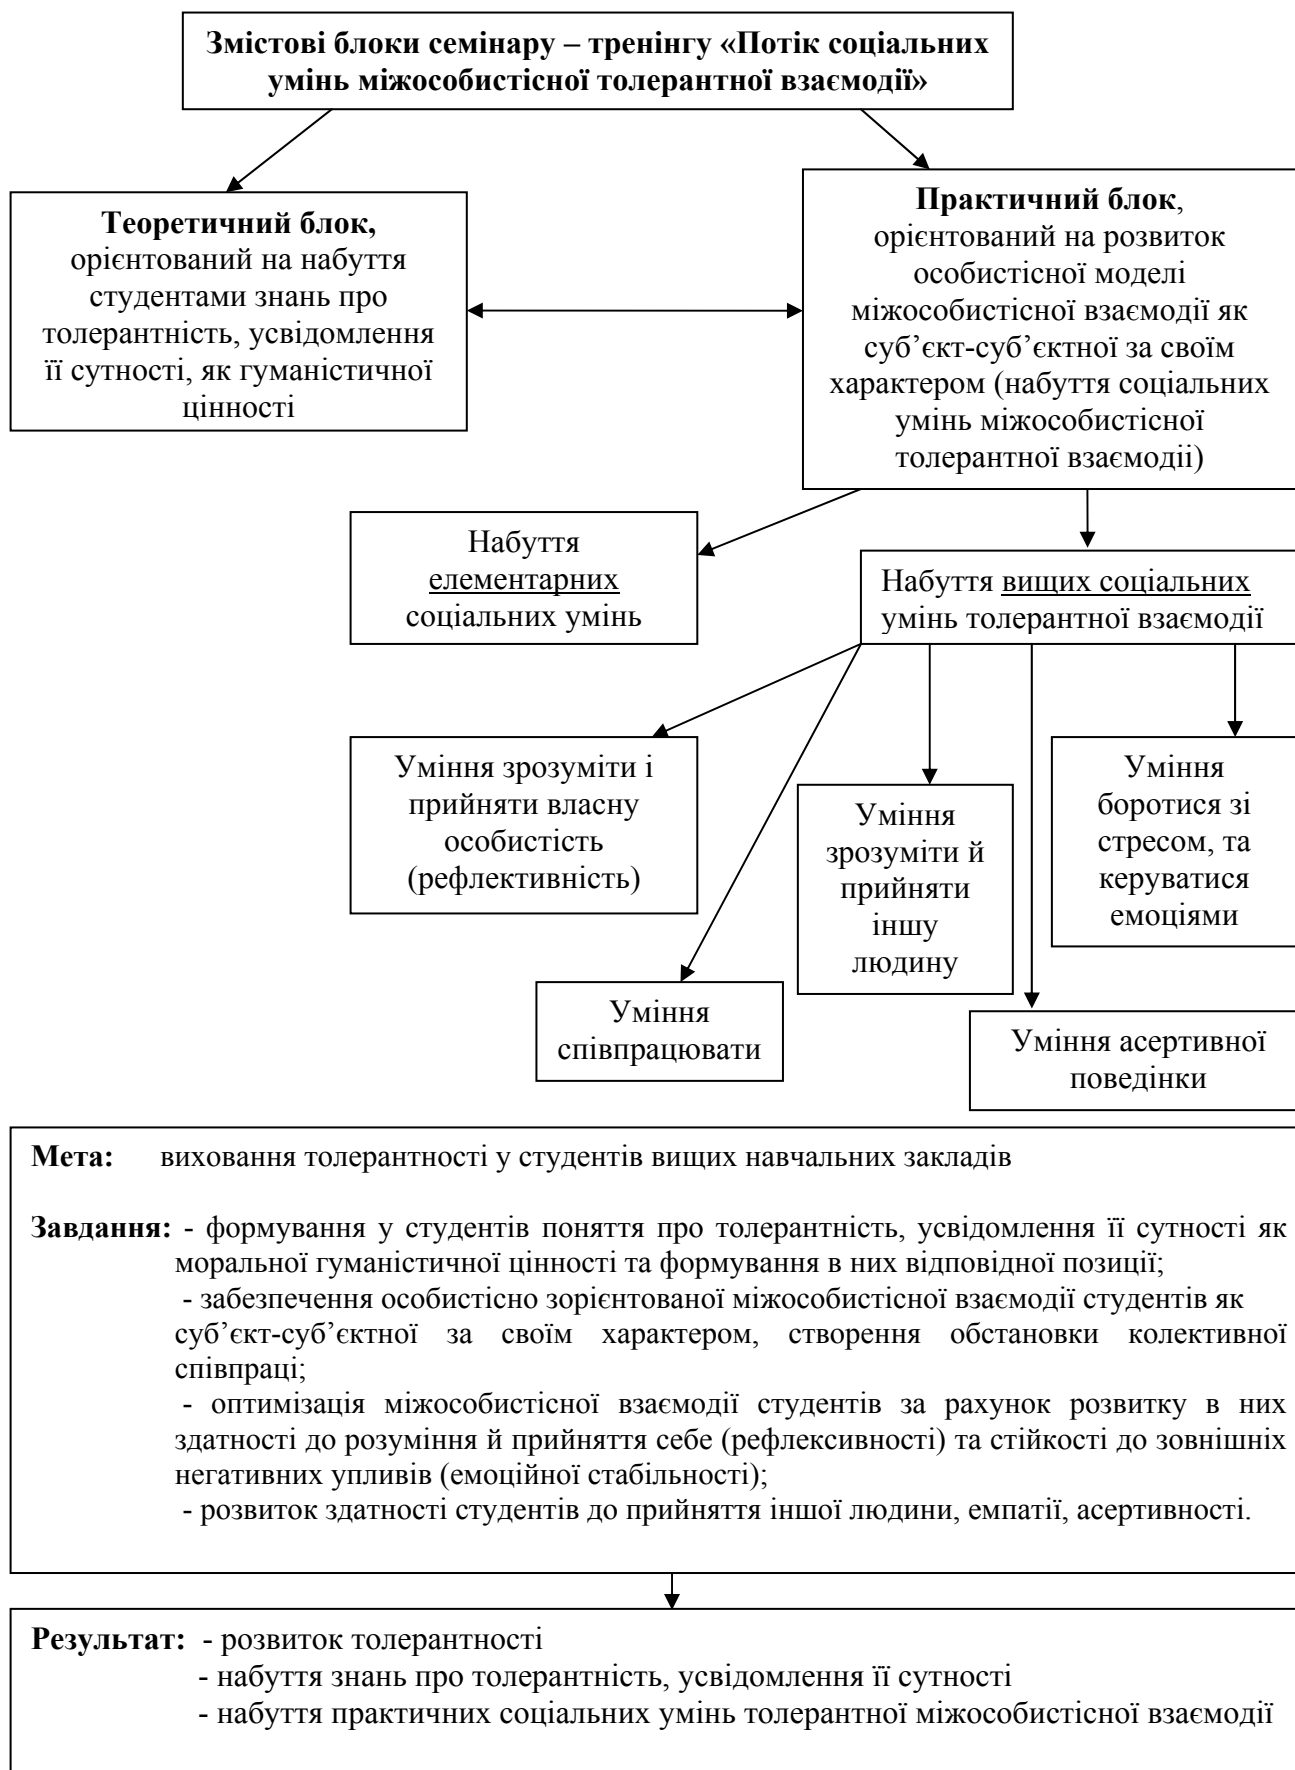 Змістові блоки семінару – тренінгу «Потік соціальних
умінь міжособистісної толерантної взаємодії»
Теоретичний блок,
орієнтований на набуття
студентами знань про
толерантність, усвідомлення
її сутності, як гуманістичної
цінності
Практичний блок,
орієнтований на розвиток
особистісної моделі
міжособистісної взаємодії як
суб’єкт-суб’єктної за своїм
характером (набуття соціальних
умінь міжособистісної
толерантної взаємодіі)
Набуття
елементарних
соціальних умінь
Набуття вищих соціальних
умінь толерантної взаємодії
Уміння зрозуміти і
прийняти власну
особистість
(рефлективність)
Уміння
зрозуміти й
прийняти
іншу
людину
Уміння
боротися зі
стресом, та
керуватися
емоціями
Уміння
співпрацювати
Уміння асертивної
поведінки
Мета: виховання толерантності у студентів вищих навчальних закладів
Завдання: - формування у студентів поняття про толерантність, усвідомлення її сутності як
моральної гуманістичної цінності та формування в них відповідної позиції;
- забезпечення особистісно зорієнтованої міжособистісної взаємодії студентів як
суб’єкт-суб’єктної за своїм характером, створення обстановки колективної
співпраці;
- оптимізація міжособистісної взаємодії студентів за рахунок розвитку в них
здатності до розуміння й прийняття себе (рефлексивності) та стійкості до зовнішніх
негативних упливів (емоційної стабільності);
- розвиток здатності студентів до прийняття іншої людини, емпатії, асертивності.
Результат: - розвиток толерантності
- набуття знань про толерантність, усвідомлення її сутності
- набуття практичних соціальних умінь толерантної міжособистісної взаємодії